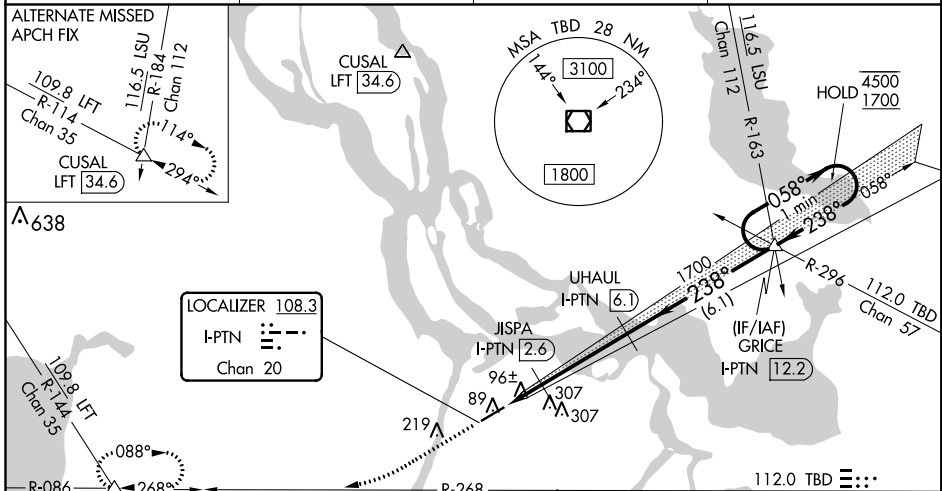 ALTERNATE MISSED
APCH FIX
116.5 LSU
R-184
Chan 112
109.8 LFT
R-114
Chan 35
114°
294°
CUSAL
LFT 34.6
638
CUSAL
LFT 34.6
MSA TBD 28 NM
144°
3100
234°
1800
116.5 LSU
Chan 112
R-163
HOLD
4500
1700
058°
1 min
238°
058°
1700
238°
(6.1)
R-296
112.0 TBD
Chan 57
UHAUL
I-PTN 6.1
(IF/IAF)
GRICE
I-PTN 12.2
JISPA
I-PTN 2.6
LOCALIZER 108.3
I-PTN
Chan 20
96±
89
307
307
219
109.8 LFT
R-144
Chan 35
088°
268°
R-086
R-268
112.0 TBD